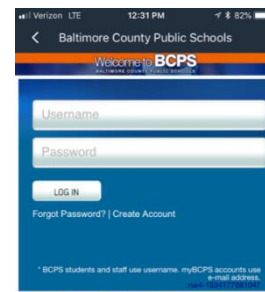 Verizon LTE 12:31 PM 82%
Baltimore County Public Schools
Welcome to BCPS
BALTIMORE COUNTY PUBLIC SCHOOLS
Username
Password
LOG IN
Forgot Password? | Create Account
* BCPS students and staff use username. myBCPS accounts use
e-mail address.